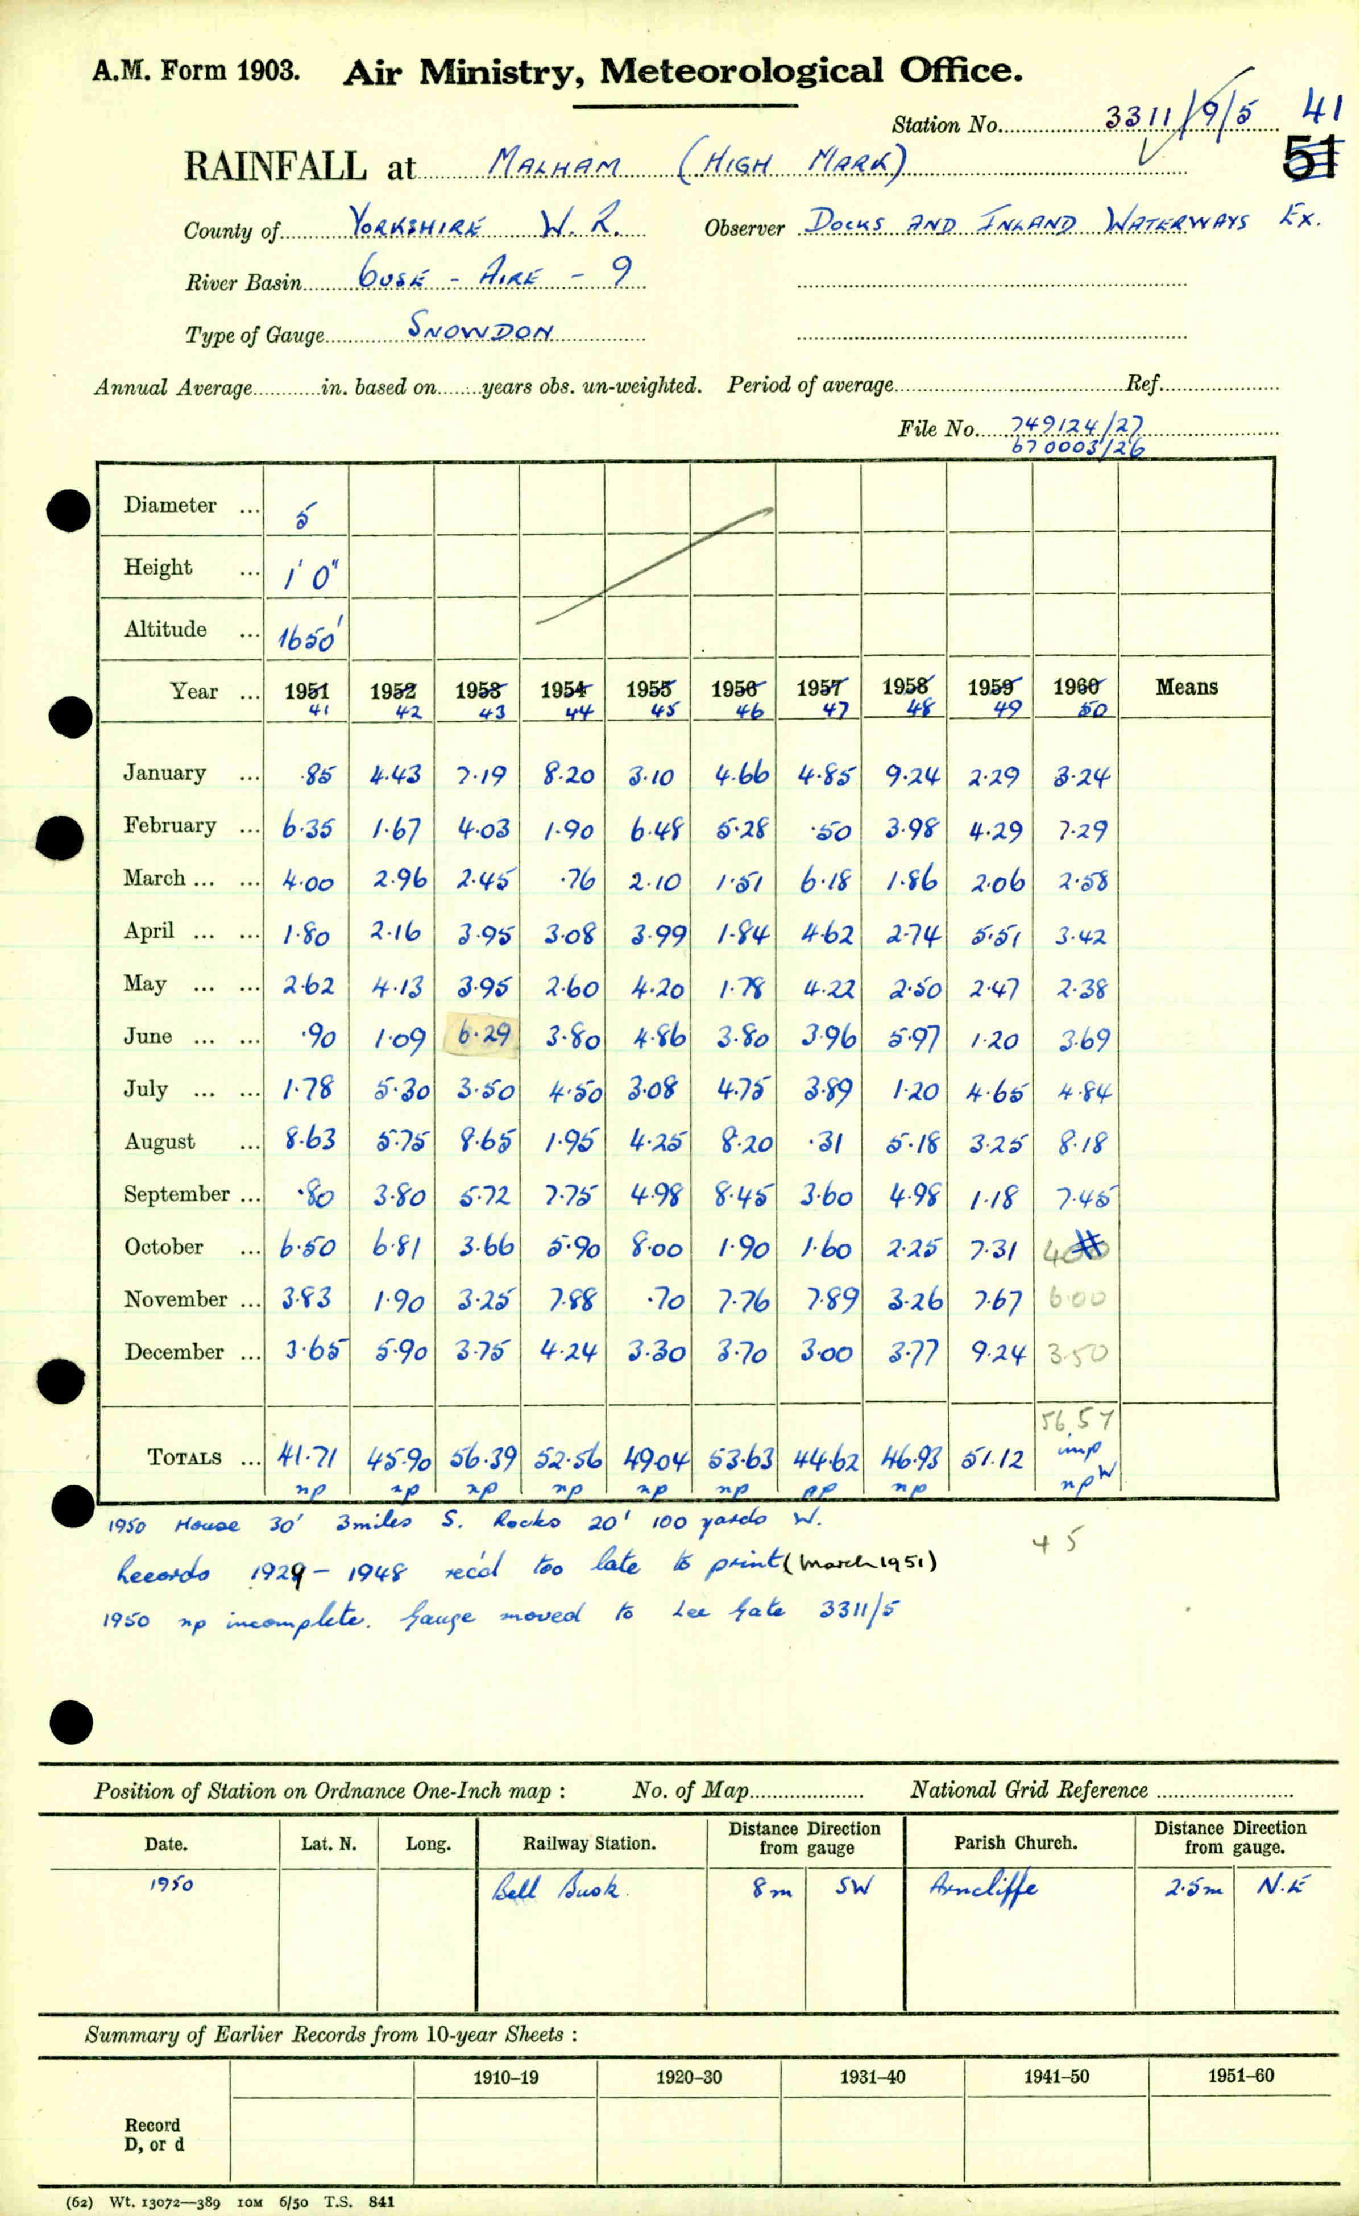 A.M. Form 1903. Air Ministry, Meteorological Office.
Station No. 3311/9/5 41
RAINFALL at MALHAM (HIGH MARK) 51
County of YORKSHIRE W. R. Observer DOCKS AND INLAND WATERWAYS EX.
River Basin OUSE - AIRE - 9
Type of Gauge SNOWDON
Annual Average in. based on years obs. un-weighted. Period of average Ref.
File No. 749124/27
670003/26
Diameter ... 5
Height ... 1' 0"
Altitude ... 1650'
Year ... 1951 1952 1953 1954 1955 1956 1957 1958 1959 1960 Means
41 42 43 44 45 46 47 48 49 50
January ... .85 4.43 7.19 8.20 3.10 4.66 4.85 9.24 2.29 3.24
February ... 6.35 1.67 4.03 1.90 6.48 5.28 .50 3.98 4.29 7.29
March ... ... 4.00 2.96 2.45 .76 2.10 1.51 6.18 1.86 2.06 2.58
April ... ... 1.80 2.16 3.95 3.08 3.99 1.84 4.62 2.74 5.51 3.42
May ... ... 2.62 4.13 3.95 2.60 4.20 1.78 4.22 2.50 2.47 2.38
June ... ... .90 1.09 6.29 3.80 4.86 3.80 3.96 5.97 1.20 3.69
July ... ... 1.78 5.30 3.50 4.50 3.08 4.75 3.89 1.20 4.65 4.84
August ... 8.63 5.75 8.65 1.95 4.25 8.20 .31 5.18 3.25 8.18
September ... .80 3.80 5.72 7.75 4.98 8.45 3.60 4.98 1.18 7.45
October ... 6.50 6.81 3.66 5.90 8.00 1.90 1.60 2.25 7.31 400
November ... 3.83 1.90 3.25 7.88 .70 7.76 7.89 3.26 7.67 6.00
December ... 3.65 5.90 3.75 4.24 3.30 3.70 3.00 3.77 9.24 3.50
56.57
TOTALS ... 41.71 45.90 56.39 52.56 49.04 53.63 44.62 46.93 51.12 imp
np np np np np np np np np W
1950 House 30' 3 miles S. Rocks 20' 100 yards W.
45
Records 1929 - 1948 rec'd too late to print (March 1951)
1950 np incomplete. Gauge moved to Lee Gate 3311/5
Position of Station on Ordnance One-Inch map : No. of Map National Grid Reference
Date. Lat. N. Long. Railway Station. Distance Direction from gauge Parish Church. Distance Direction from gauge.
1950 Bell Busk 8m SW Arncliffe 2.5m N.E
Summary of Earlier Records from 10-year Sheets :
1910–19 1920–30 1931–40 1941–50 1951–60
Record
D, or d
(62) Wt. 13072—389 10M 6/50 T.S. 841